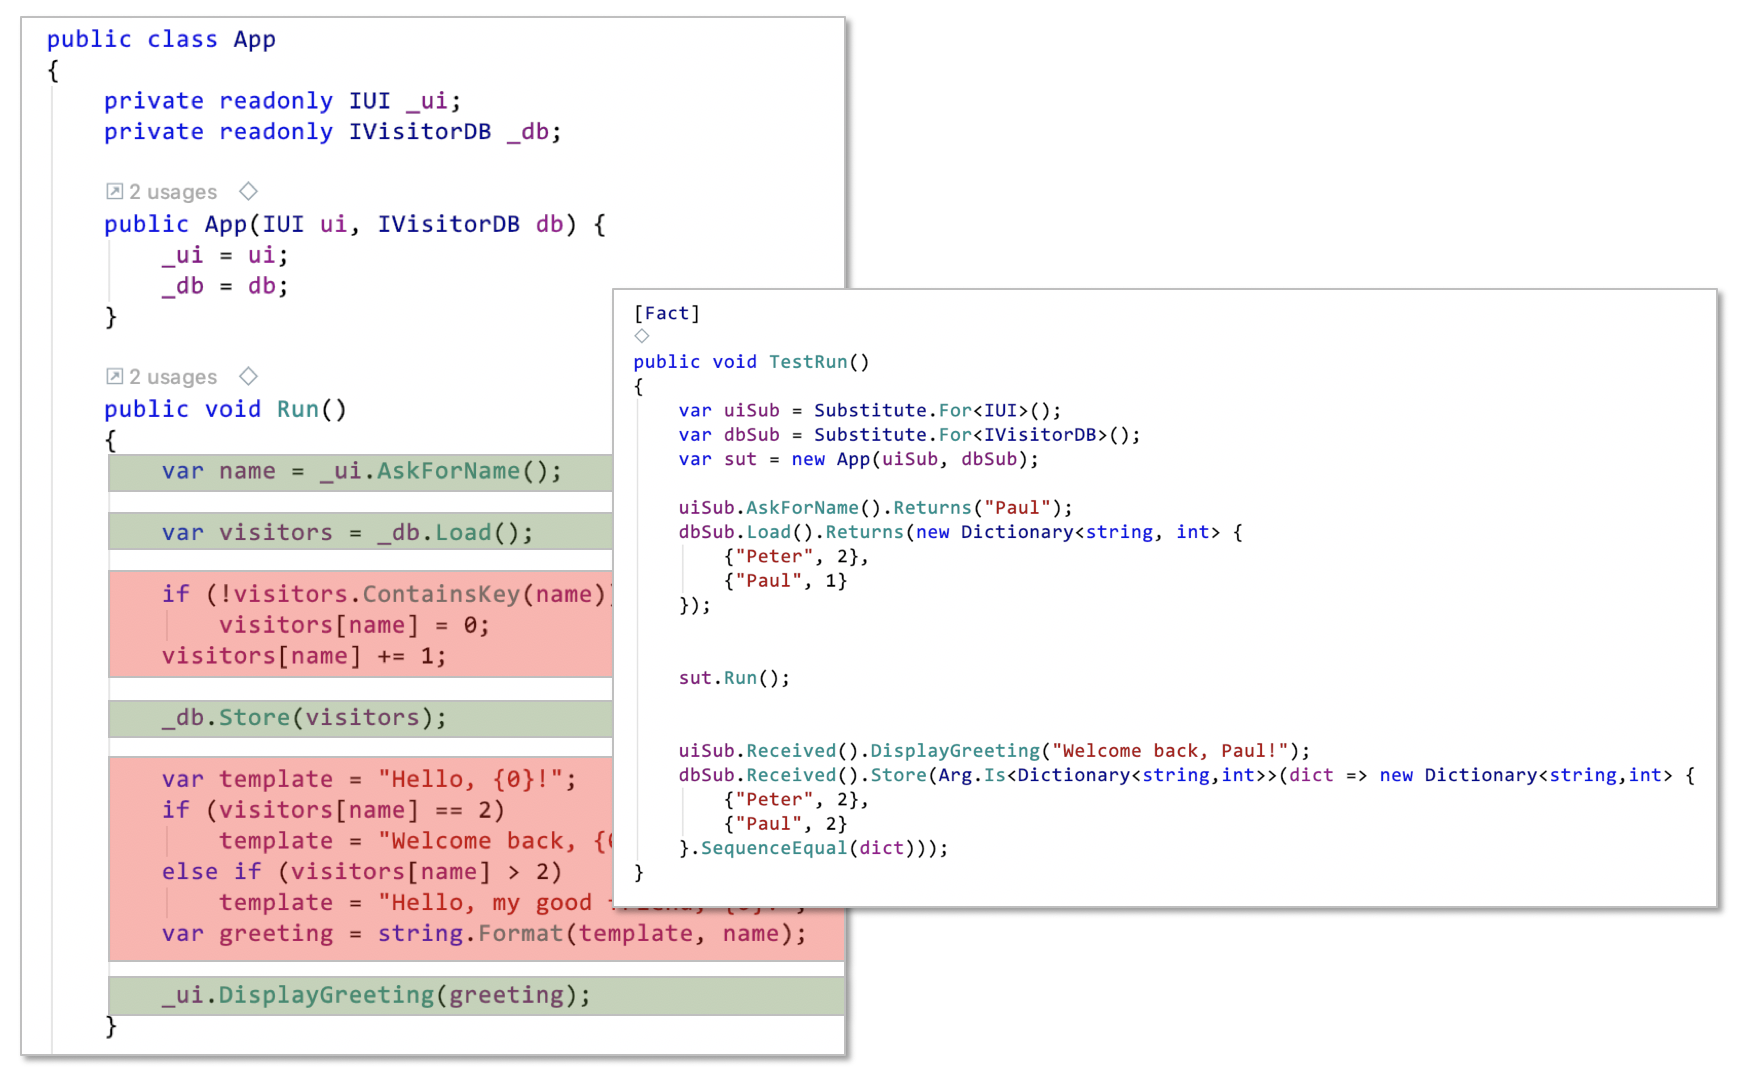 public class App
{
    private readonly IUI _ui;
    private readonly IVisitorDB _db;
    2 usages
    public App(IUI ui, IVisitorDB db) {
        _ui = ui;
        _db = db;
    }
    2 usages
    public void Run()
    {
        var name = _ui.AskForName();
        var visitors = _db.Load();
        if (!visitors.ContainsKey(name)
            visitors[name] = 0;
        visitors[name] += 1;
        _db.Store(visitors);
        var template = "Hello, {0}!";
        if (visitors[name] == 2)
            template = "Welcome back, {
        else if (visitors[name] > 2)
            template = "Hello, my good
        var greeting = string.Format(template, name);
        _ui.DisplayGreeting(greeting);
    }
[Fact]
public void TestRun()
{
    var uiSub = Substitute.For<IUI>();
    var dbSub = Substitute.For<IVisitorDB>();
    var sut = new App(uiSub, dbSub);
    uiSub.AskForName().Returns("Paul");
    dbSub.Load().Returns(new Dictionary<string, int> {
        {"Peter", 2},
        {"Paul", 1}
    });
    sut.Run();
    uiSub.Received().DisplayGreeting("Welcome back, Paul!");
    dbSub.Received().Store(Arg.Is<Dictionary<string,int>>(dict => new Dictionary<string,int> {
        {"Peter", 2},
        {"Paul", 2}
    }.SequenceEqual(dict)));
}